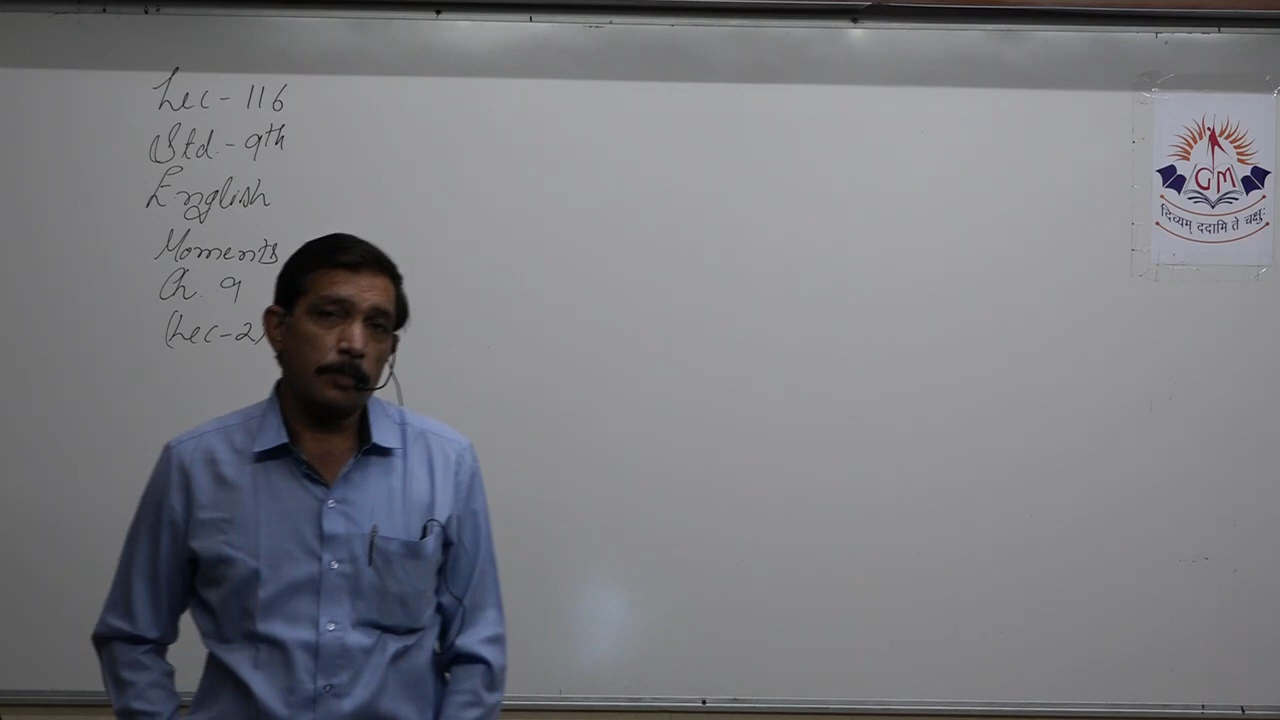 Lec - 116
Std. - 9th
English
Moments
Ch. 9
(Lec-2)
GM
दिव्यम् ददामि ते चक्षुः